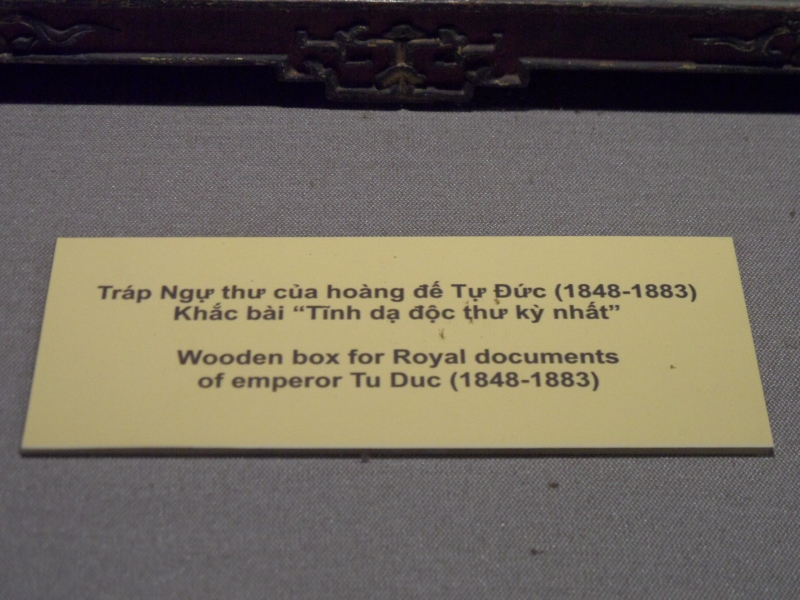 Tráp Ngự thư của hoàng đế Tự Đức (1848-1883)
Khắc bài “Tĩnh dạ độc thư kỳ nhất”
Wooden box for Royal documents
of emperor Tu Duc (1848-1883)